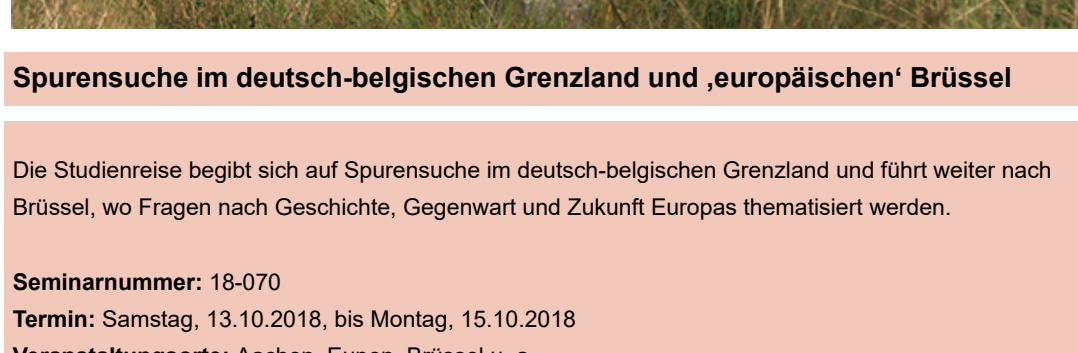 Spurensuche im deutsch-belgischen Grenzland und ‚europäischen‘ Brüssel
Die Studienreise begibt sich auf Spurensuche im deutsch-belgischen Grenzland und führt weiter nach
Brüssel, wo Fragen nach Geschichte, Gegenwart und Zukunft Europas thematisiert werden.
Seminarnummer: 18-070
Termin: Samstag, 13.10.2018, bis Montag, 15.10.2018
Veranstaltungsorte: Aachen, Eupen, Brüssel u. a.